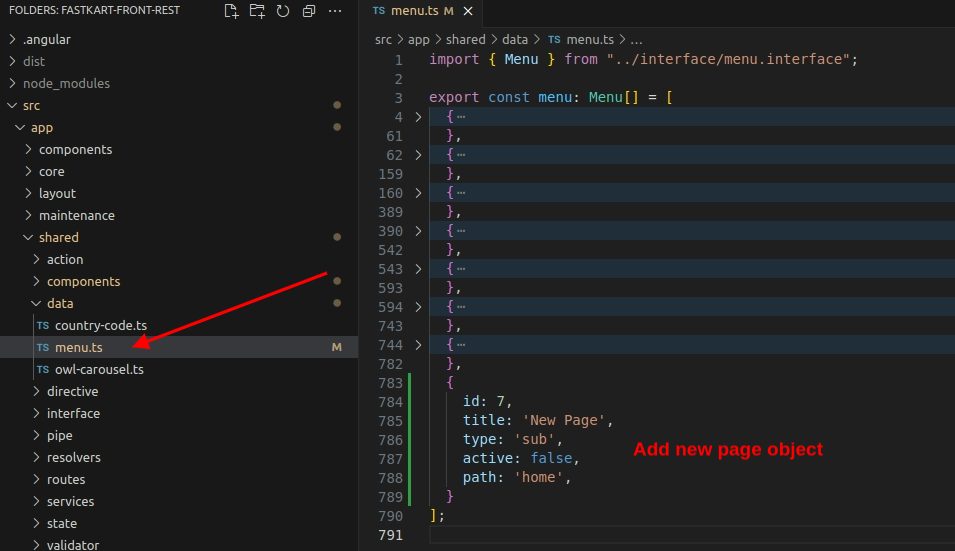 FOLDERS: FASTKART-FRONT-REST
.angular
dist
node_modules
src
app
components
core
layout
maintenance
shared
action
components
data
TS country-code.ts
TS menu.ts M
TS owl-carousel.ts
directive
interface
pipe
resolvers
routes
services
state
validator
TS menu.ts M
src > app > shared > data > TS menu.ts > ...
1 import { Menu } from "../interface/menu.interface";
2
3 export const menu: Menu[] = [
4 { ...
61 },
62 { ...
159 },
160 { ...
389 },
390 { ...
542 },
543 { ...
593 },
594 { ...
743 },
744 { ...
782 },
783 {
784 id: 7,
785 title: 'New Page',
786 type: 'sub',
787 active: false,
788 path: 'home',
789 }
790 ];
791
Add new page object